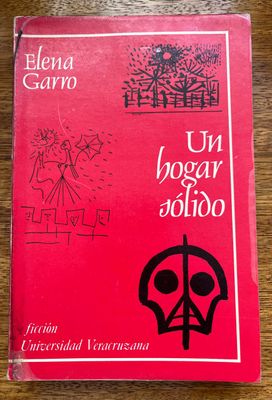 Elena
Garro
Un
hogar
sólido
ficción
Universidad Veracruzana